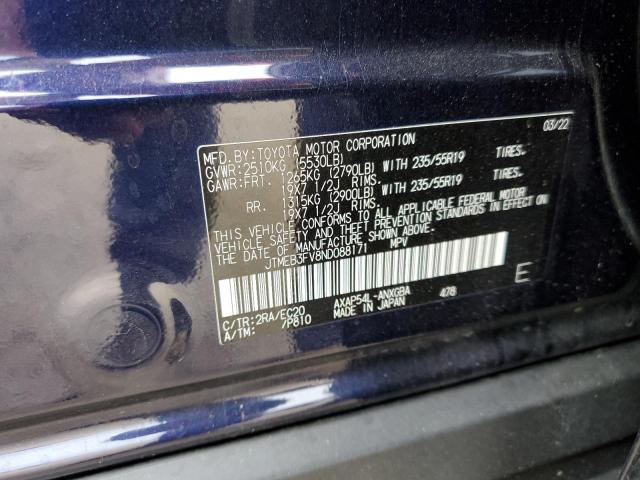 MFD. BY: TOYOTA MOTOR CORPORATION 03/22
GVWR: 2510KG (5530LB)
GAWR: FRT. 1265KG (2790LB) WITH 235/55R19 TIRES.
19X7 1/2J RIMS.
RR. 1315KG (2900LB) WITH 235/55R19 TIRES.
19X7 1/2J RIMS.
THIS VEHICLE CONFORMS TO ALL APPLICABLE FEDERAL MOTOR
VEHICLE SAFETY AND THEFT PREVENTION STANDARDS IN EFFECT
ON THE DATE OF MANUFACTURE SHOWN ABOVE.
JTMEB3FV8ND088171 MPV
E
C/TR: 2RA/EC20 AXAP54L-ANXGBA 478
A/TM: /P810 MADE IN JAPAN